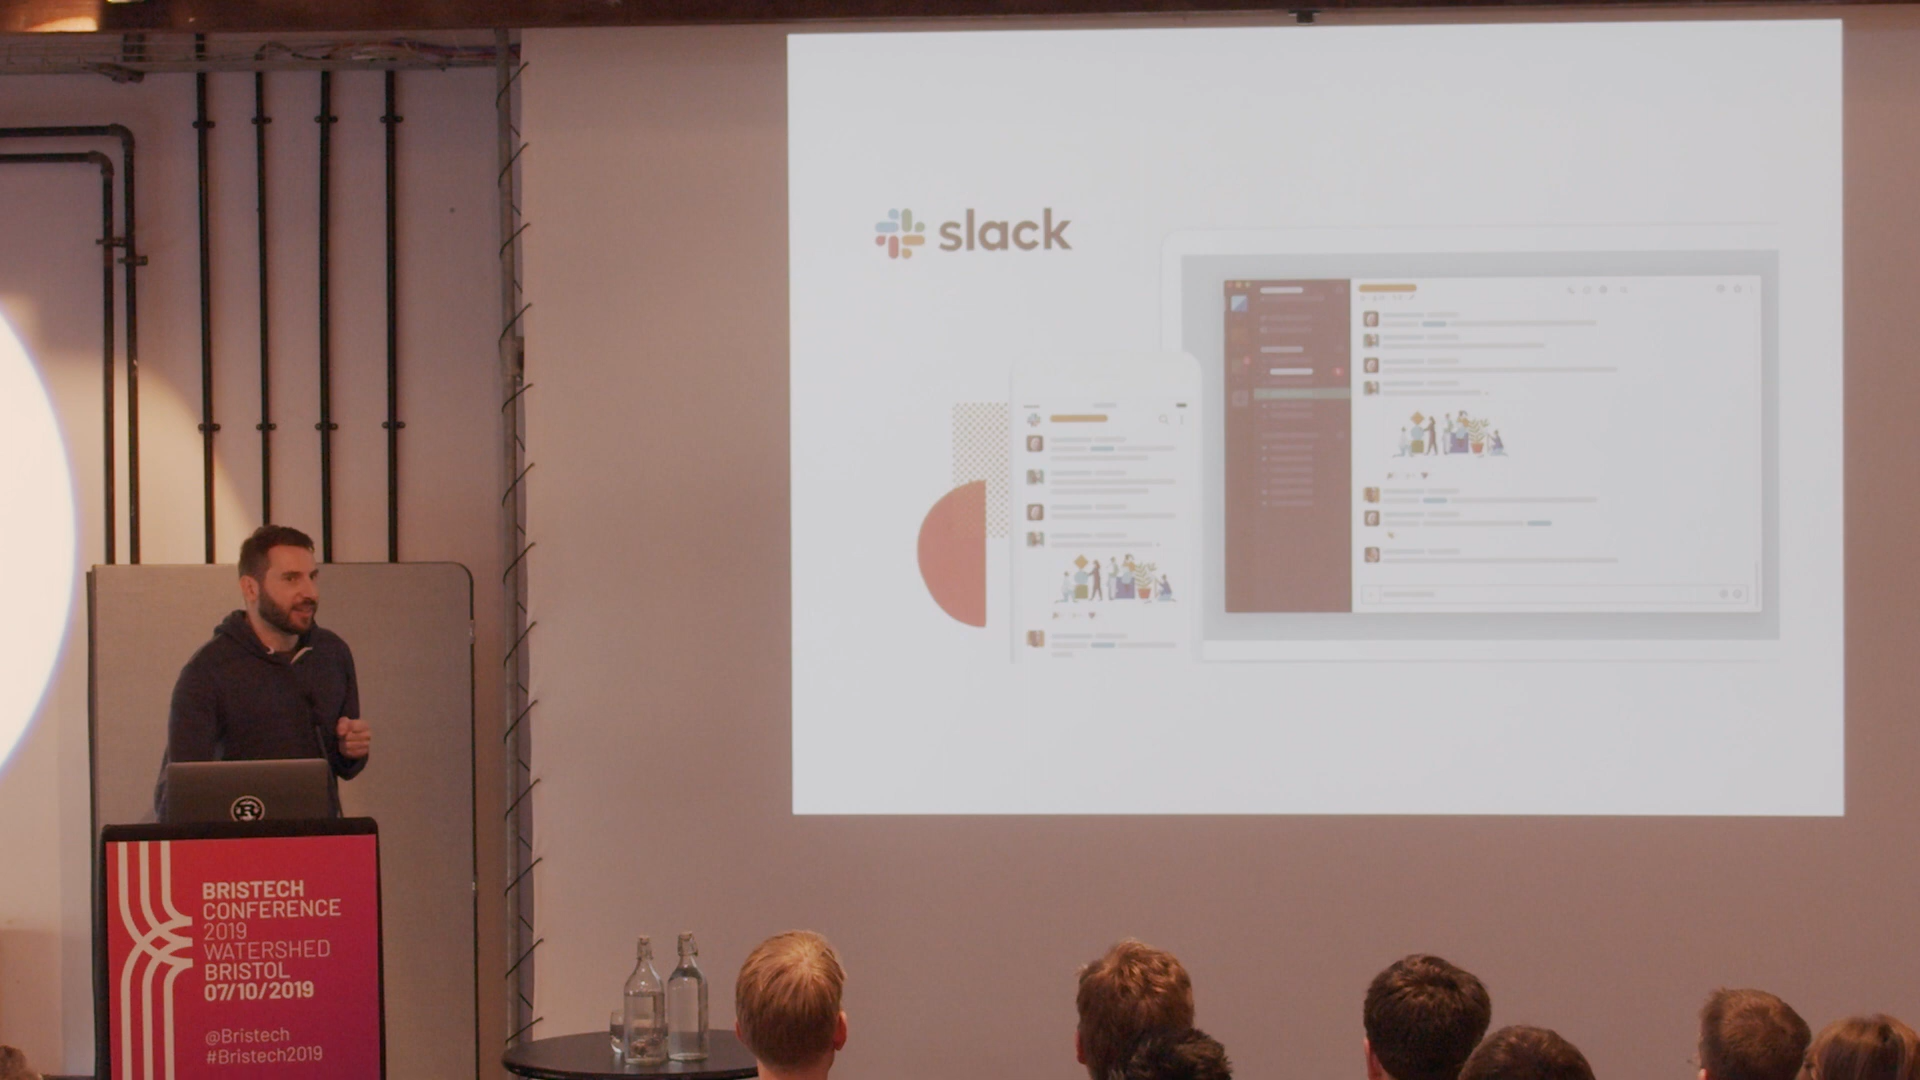 slack
R
BRISTECH
CONFERENCE
2019
WATERSHED
BRISTOL
07/10/2019
@Bristech
#Bristech2019